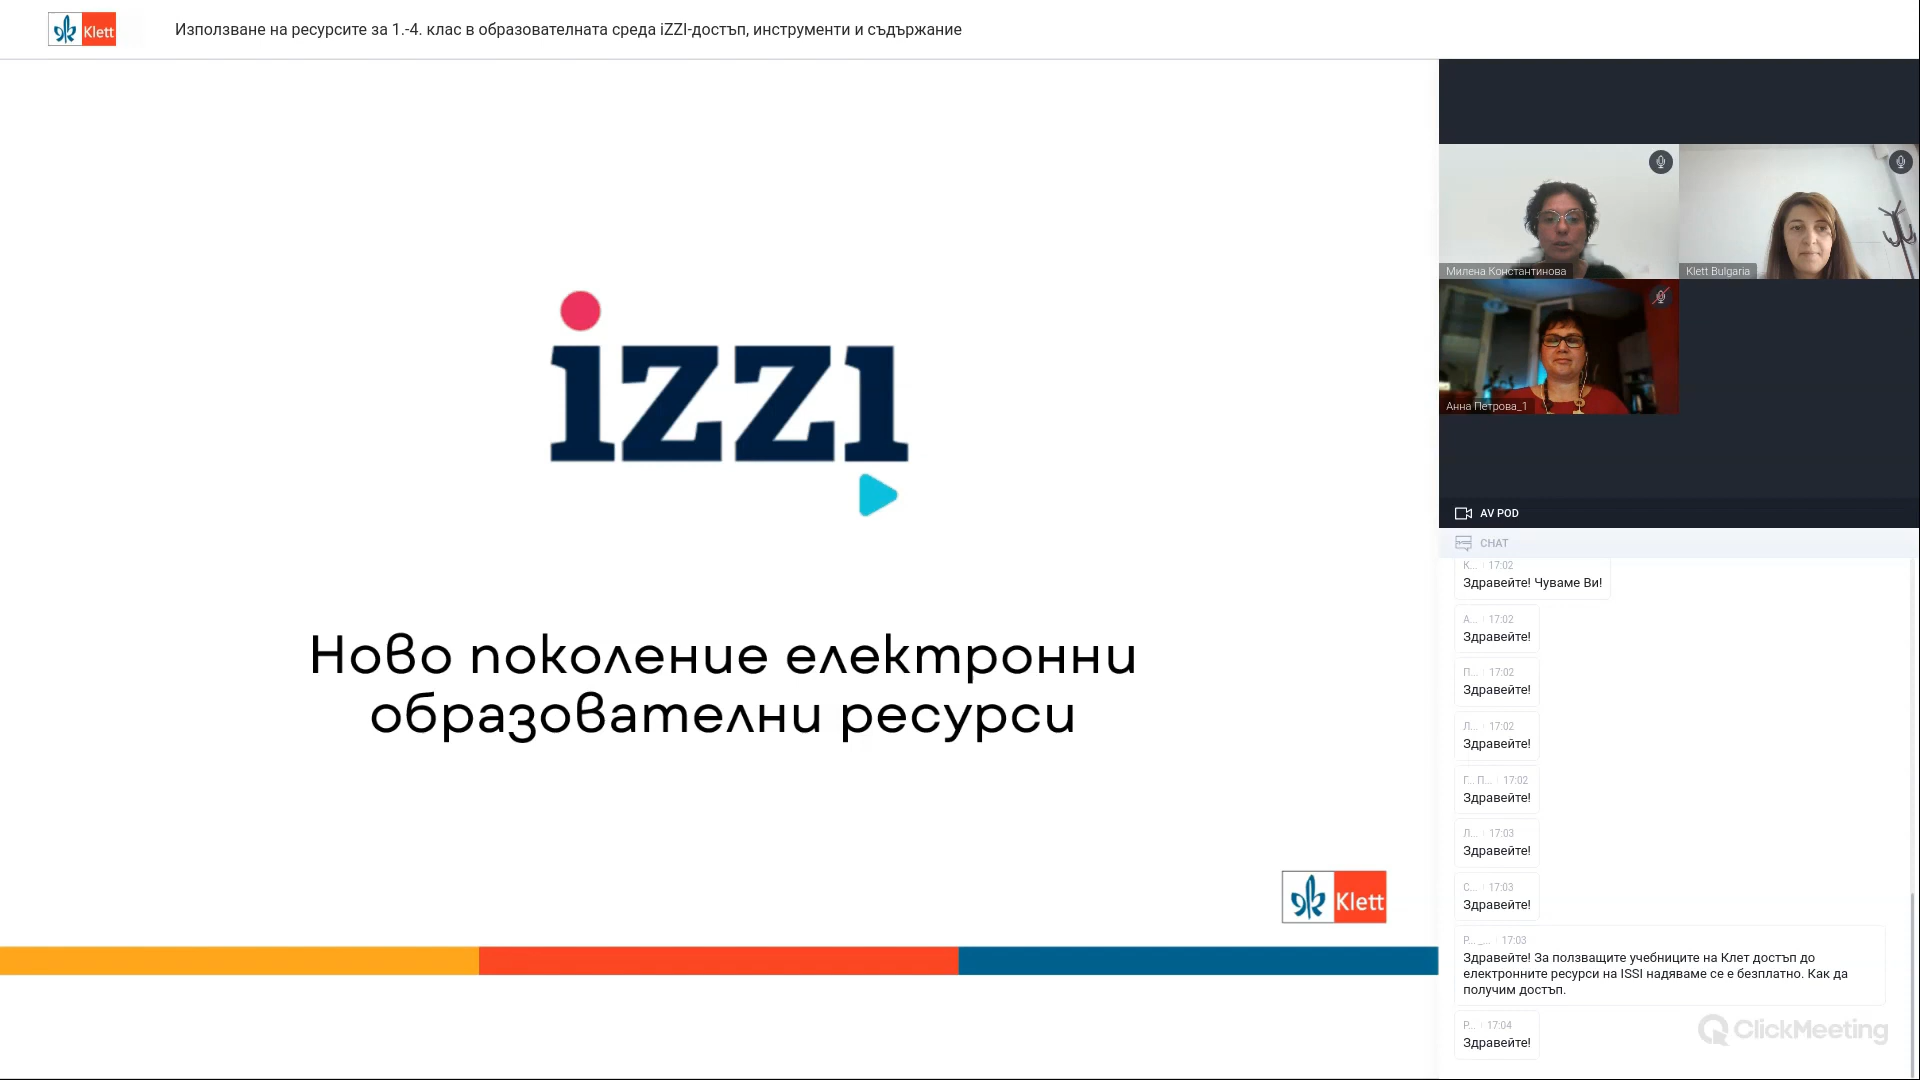 Klett
Използване на ресурсите за 1.-4. клас в образователната среда iZZI-достъп, инструменти и съдържание
izzi
Ново поколение електронни
образователни ресурси
Klett
Милена Константинова
Klett Bulgaria
Анна Петрова_1
AV POD
CHAT
К... 17:02
Здравейте! Чуваме Ви!
А... 17:02
Здравейте!
П... 17:02
Здравейте!
Л... 17:02
Здравейте!
Г... П... 17:02
Здравейте!
Л... 17:03
Здравейте!
С... 17:03
Здравейте!
Р... _... 17:03
Здравейте! За ползващите учебниците на Клет достъп до
електронните ресурси на ISSI надяваме се е безплатно. Как да
получим достъп.
Р... 17:04
Здравейте!
ClickMeeting